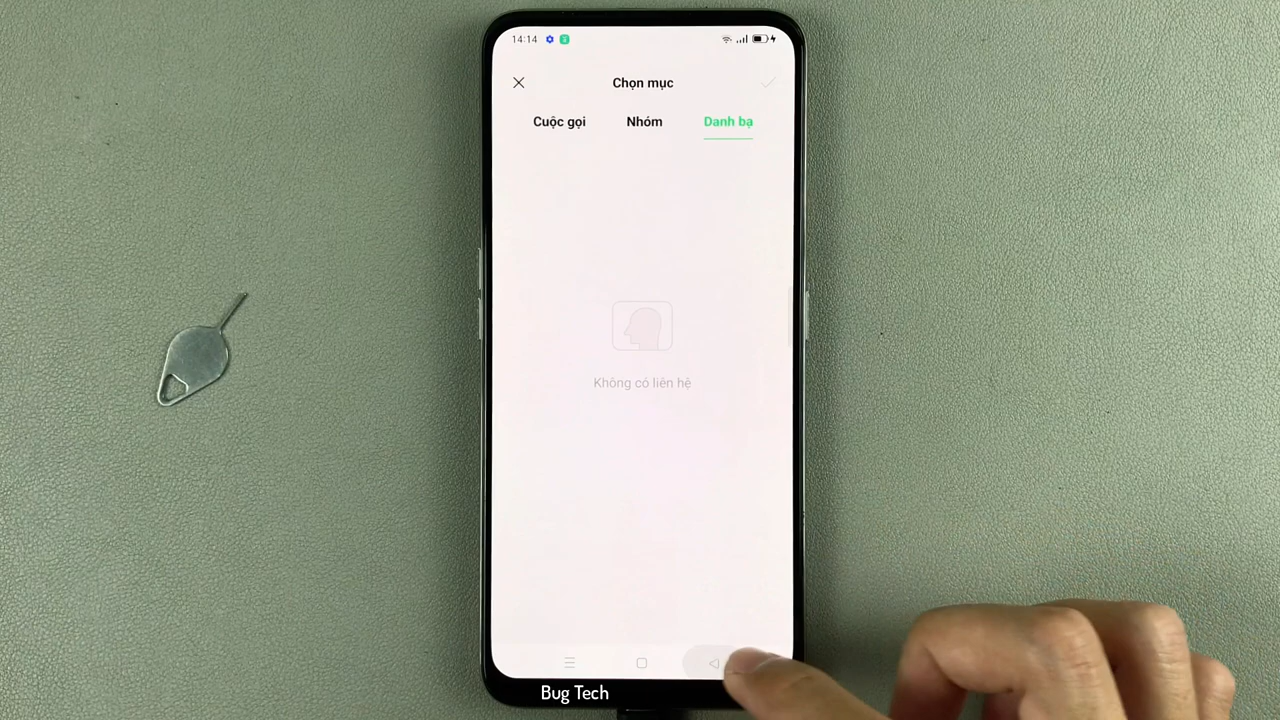 14:14
Chọn mục
Cuộc gọi Nhóm Danh bạ
Không có liên hệ
Bug Tech